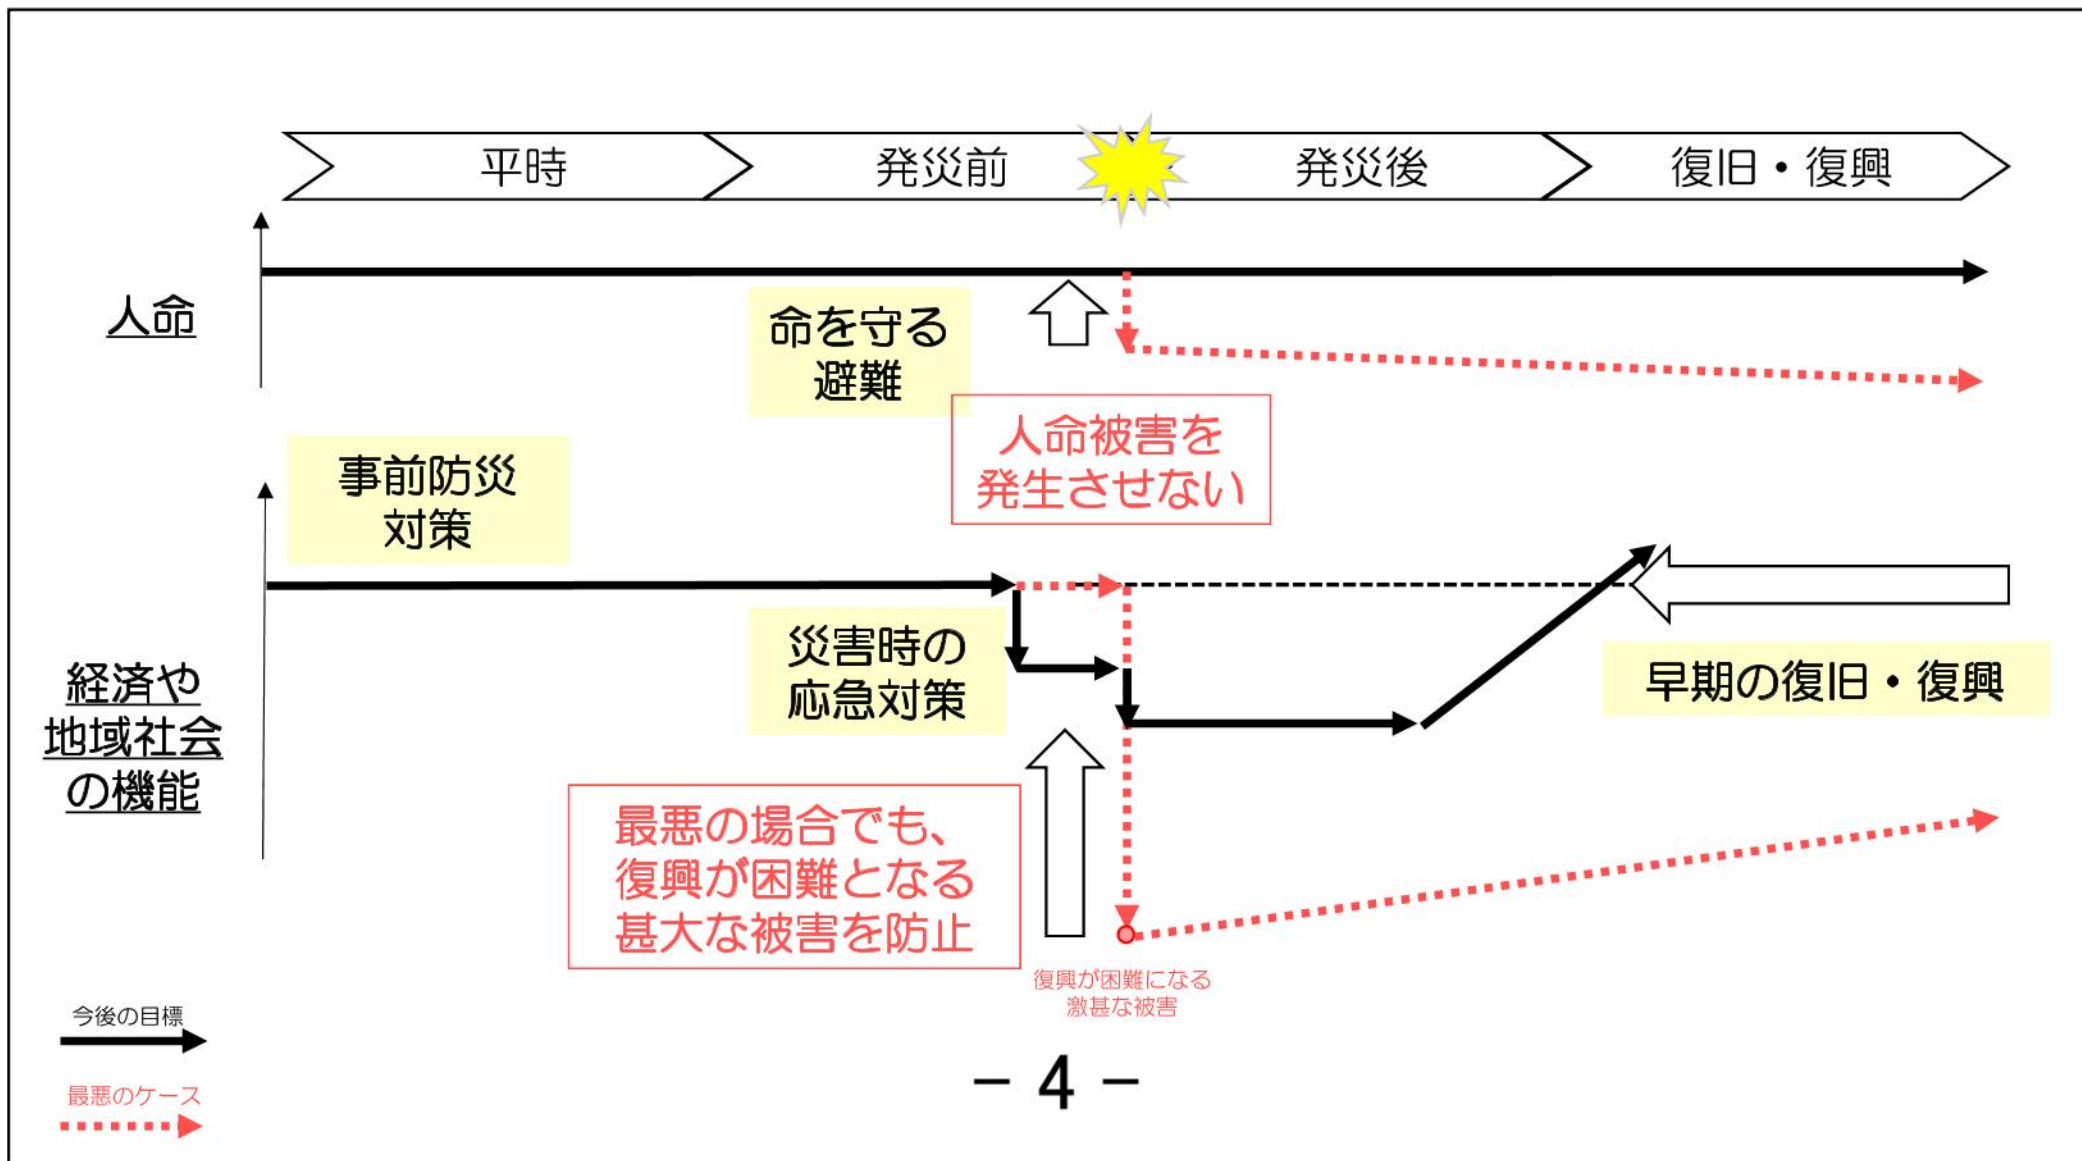 平時
発災前
発災後
復旧・復興
人命
命を守る
避難
人命被害を
発生させない
事前防災
対策
経済や
地域社会
の機能
災害時の
応急対策
早期の復旧・復興
最悪の場合でも、
復興が困難となる
甚大な被害を防止
復興が困難になる
激甚な被害
今後の目標
最悪のケース
－４－